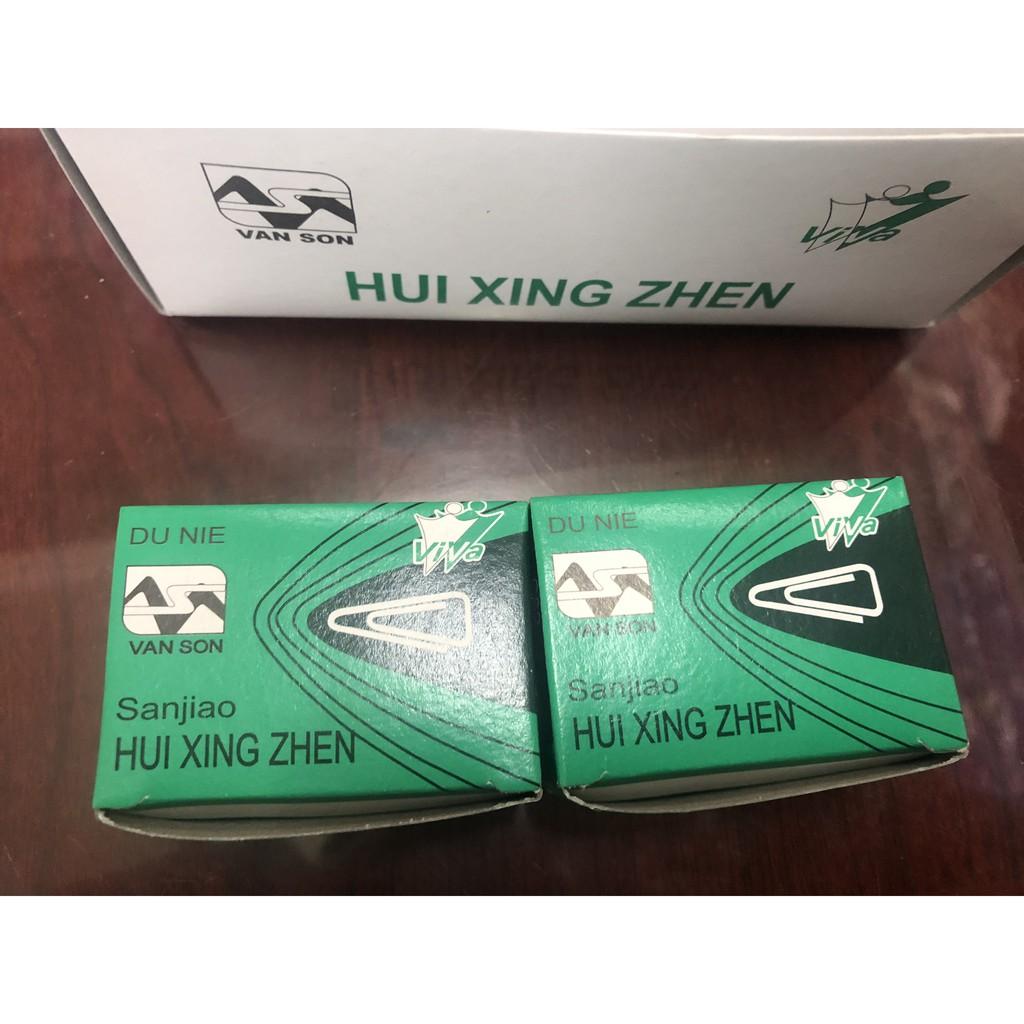 VAN SON
ViVa
HUI XING ZHEN
DU NIE
ViVa
VAN SON
Sanjiao
HUI XING ZHEN
DU NIE
ViVa
VAN SON
Sanjiao
HUI XING ZHEN